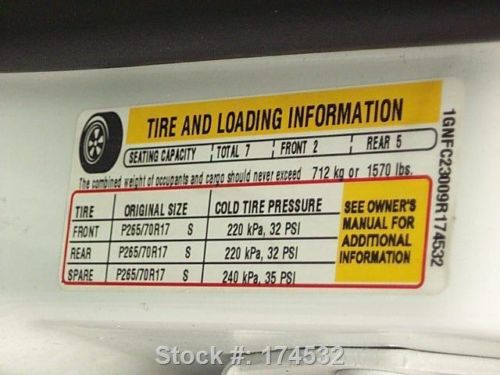 TIRE AND LOADING INFORMATION
SEATING CAPACITY | TOTAL 7 | FRONT 2 | REAR 5
The combined weight of occupants and cargo should never exceed 712 kg or 1570 lbs.
TIRE ORIGINAL SIZE COLD TIRE PRESSURE
FRONT P265/70R17 S 220 kPa, 32 PSI
REAR P265/70R17 S 220 kPa, 32 PSI
SPARE P265/70R17 S 240 kPa, 35 PSI
SEE OWNER'S
MANUAL FOR
ADDITIONAL
INFORMATION
1GNFC23009R174532
Stock #: 174532